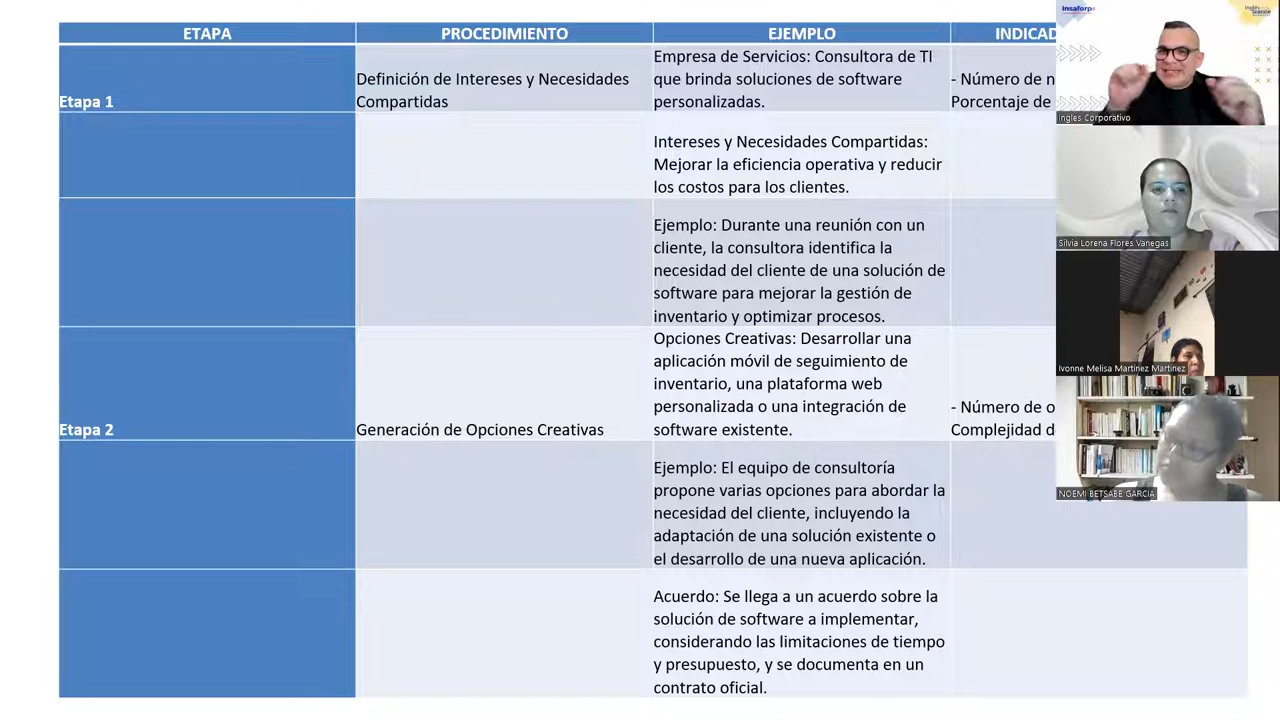 ETAPA
PROCEDIMIENTO
EJEMPLO
Etapa 1
Definición de Intereses y Necesidades
Compartidas
Empresa de Servicios: Consultora de TI
que brinda soluciones de software
personalizadas.
- Número de
Porcentaje de
Intereses y Necesidades Compartidas:
Mejorar la eficiencia operativa y reducir
los costos para los clientes.
Ejemplo: Durante una reunión con un
cliente, la consultora identifica la
necesidad del cliente de una solución de
software para mejorar la gestión de
inventario y optimizar procesos.
Etapa 2
Generación de Opciones Creativas
Opciones Creativas: Desarrollar una
aplicación móvil de seguimiento de
inventario, una plataforma web
personalizada o una integración de
software existente.
- Número de
Complejidad
Ejemplo: El equipo de consultoría
propone varias opciones para abordar la
necesidad del cliente, incluyendo la
adaptación de una solución existente o
el desarrollo de una nueva aplicación.
Acuerdo: Se llega a un acuerdo sobre la
solución de software a implementar,
considerando las limitaciones de tiempo
y presupuesto, y se documenta en un
contrato oficial.
insaforp
Ingles Corporativo
Silvia Lorena Flores Vanegas
Ivonne Melisa Martinez Martinez
NOEMI BETSABE GARCIA